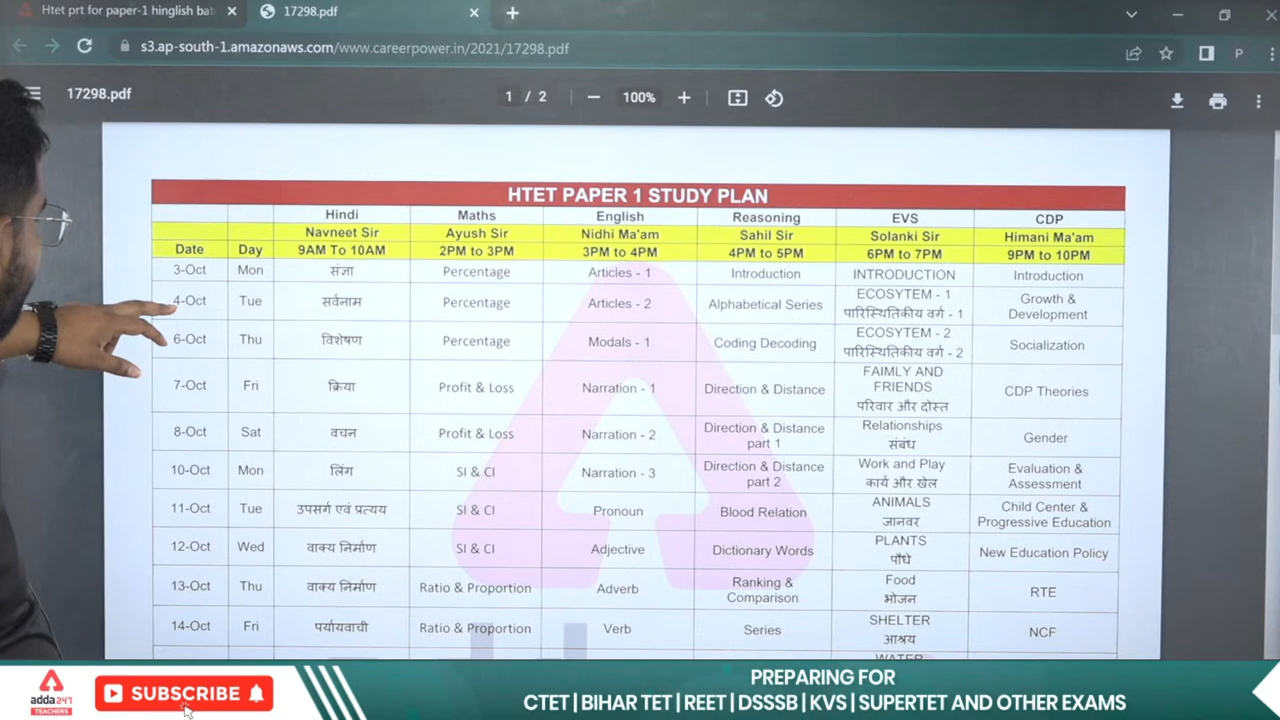 Htet prt for paper-1 hinglish bat
17298.pdf
s3.ap-south-1.amazonaws.com/www.careerpower.in/2021/17298.pdf
P
17298.pdf
1 / 2
100%
HTET PAPER 1 STUDY PLAN
Hindi Maths English Reasoning EVS CDP
Navneet Sir Ayush Sir Nidhi Ma'am Sahil Sir Solanki Sir Himani Ma'am
Date Day 9AM To 10AM 2PM to 3PM 3PM to 4PM 4PM to 5PM 6PM to 7PM 9PM to 10PM
3-Oct Mon संज्ञा Percentage Articles - 1 Introduction INTRODUCTION Introduction
4-Oct Tue सर्वनाम Percentage Articles - 2 Alphabetical Series ECOSYTEM - 1
पारिस्थितिकीय वर्ग - 1 Growth &
Development
6-Oct Thu विशेषण Percentage Modals - 1 Coding Decoding ECOSYTEM - 2
पारिस्थितिकीय वर्ग - 2 Socialization
7-Oct Fri क्रिया Profit & Loss Narration - 1 Direction & Distance FAIMLY AND
FRIENDS
परिवार और दोस्त CDP Theories
8-Oct Sat वचन Profit & Loss Narration - 2 Direction & Distance
part 1 Relationships
संबंध Gender
10-Oct Mon लिंग SI & CI Narration - 3 Direction & Distance
part 2 Work and Play
कार्य और खेल Evaluation &
Assessment
11-Oct Tue उपसर्ग एवं प्रत्यय SI & CI Pronoun Blood Relation ANIMALS
जानवर Child Center &
Progressive Education
12-Oct Wed वाक्य निर्माण SI & CI Adjective Dictionary Words PLANTS
पौधे New Education Policy
13-Oct Thu वाक्य निर्माण Ratio & Proportion Adverb Ranking &
Comparison Food
भोजन RTE
14-Oct Fri पर्यायवाची Ratio & Proportion Verb Series SHELTER
आश्रय NCF
WATER
adda247
TEACHERS
SUBSCRIBE
PREPARING FOR
CTET | BIHAR TET | REET | DSSSB | KVS | SUPERTET AND OTHER EXAMS